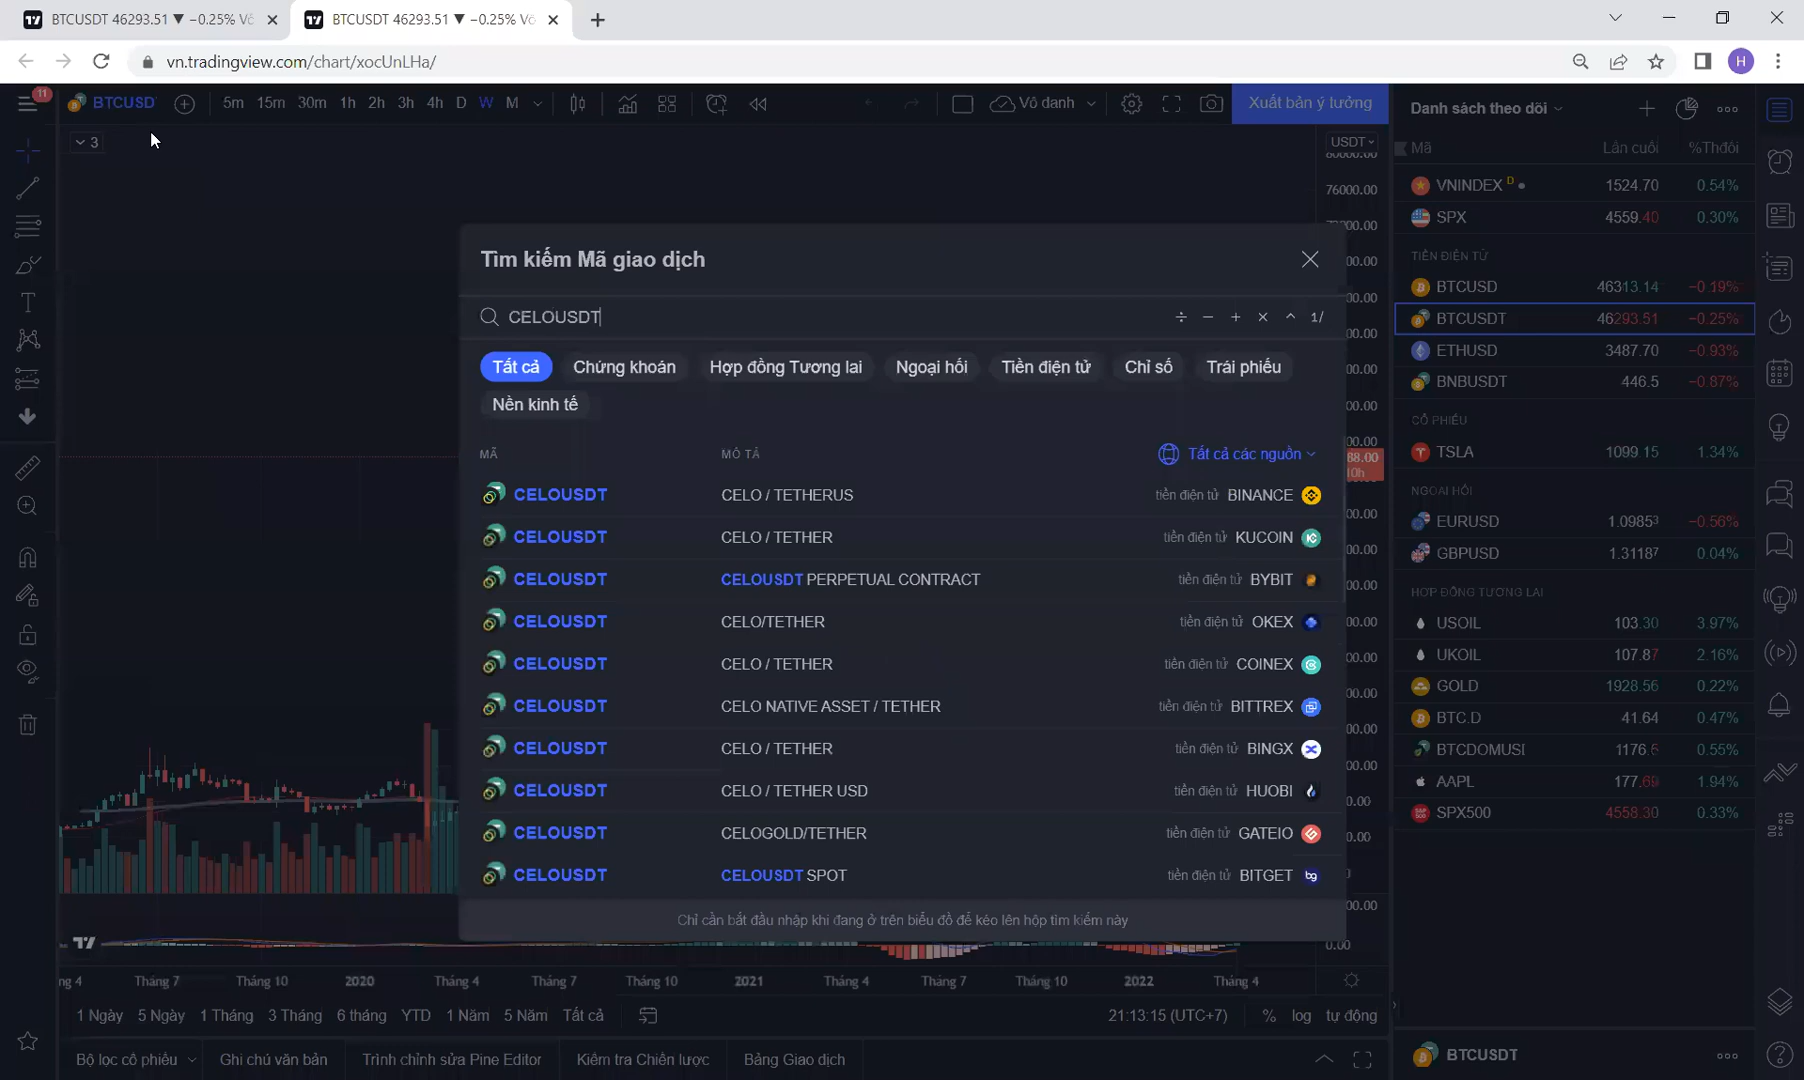 BTCUSDT 46293.51 ▼ −0.25% Vô
BTCUSDT 46293.51 ▼ −0.25% Vô
vn.tradingview.com/chart/xocUnLHa/
H
11
BTCUSD
5m 15m 30m 1h 2h 3h 4h D W M
Vô danh
Xuất bản ý tưởng
3
USDT
80000.00
76000.00
Tìm kiếm Mã giao dịch
CELOUSDT
÷ − + × ^ 1/
Tất cả Chứng khoán Hợp đồng Tương lai Ngoại hối Tiền điện tử Chỉ số Trái phiếu
Nền kinh tế
MÃ MÔ TẢ Tất cả các nguồn
CELOUSDT CELO / TETHERUS tiền điện tử BINANCE
CELOUSDT CELO / TETHER tiền điện tử KUCOIN
CELOUSDT CELOUSDT PERPETUAL CONTRACT tiền điện tử BYBIT
CELOUSDT CELO/TETHER tiền điện tử OKEX
CELOUSDT CELO / TETHER tiền điện tử COINEX
CELOUSDT CELO NATIVE ASSET / TETHER tiền điện tử BITTREX
CELOUSDT CELO / TETHER tiền điện tử BINGX
CELOUSDT CELO / TETHER USD tiền điện tử HUOBI
CELOUSDT CELOGOLD/TETHER tiền điện tử GATEIO
CELOUSDT CELOUSDT SPOT tiền điện tử BITGET
Chỉ cần bắt đầu nhập khi đang ở trên biểu đồ để kéo lên hộp tìm kiếm này
0.00
Tháng 7 Tháng 10 2020 Tháng 4 Tháng 7 Tháng 10 2021 Tháng 4 Tháng 7 Tháng 10 2022 Tháng 4
1 Ngày 5 Ngày 1 Tháng 3 Tháng 6 tháng YTD 1 Năm 5 Năm Tất cả
21:13:15 (UTC+7) % log tự động
Bộ lọc cổ phiếu Ghi chú văn bản Trình chỉnh sửa Pine Editor Kiểm tra Chiến lược Bảng Giao dịch
Danh sách theo dõi
Mã Lần cuối %Thđổi
VNINDEX D 1524.70 0.54%
SPX 4559.40 0.30%
TIỀN ĐIỆN TỬ
BTCUSD 46313.14 −0.19%
BTCUSDT 46293.51 −0.25%
ETHUSD 3487.70 −0.93%
BNBUSDT 446.5 −0.87%
CỔ PHIẾU
TSLA 1099.15 1.34%
NGOẠI HỐI
EURUSD 1.09853 −0.56%
GBPUSD 1.31187 0.04%
HỢP ĐỒNG TƯƠNG LAI
USOIL 103.30 3.97%
UKOIL 107.87 2.16%
GOLD 1928.56 0.22%
BTC.D 41.64 0.47%
BTCDOMUSI 1176.5 0.55%
AAPL 177.69 1.94%
SPX500 4558.30 0.33%
BTCUSDT